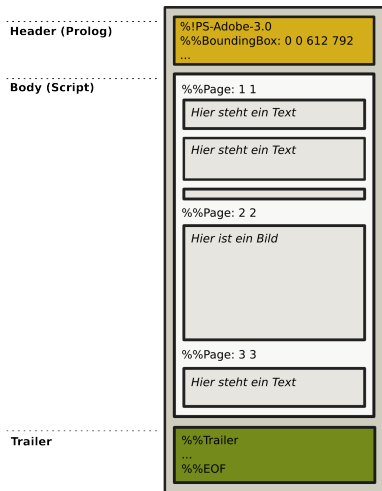 Header (Prolog)
%!PS-Adobe-3.0
%%BoundingBox: 0 0 612 792
...
Body (Script)
%%Page: 1 1
Hier steht ein Text
Hier steht ein Text
%%Page: 2 2
Hier ist ein Bild
%%Page: 3 3
Hier steht ein Text
Trailer
%%Trailer
...
%%EOF